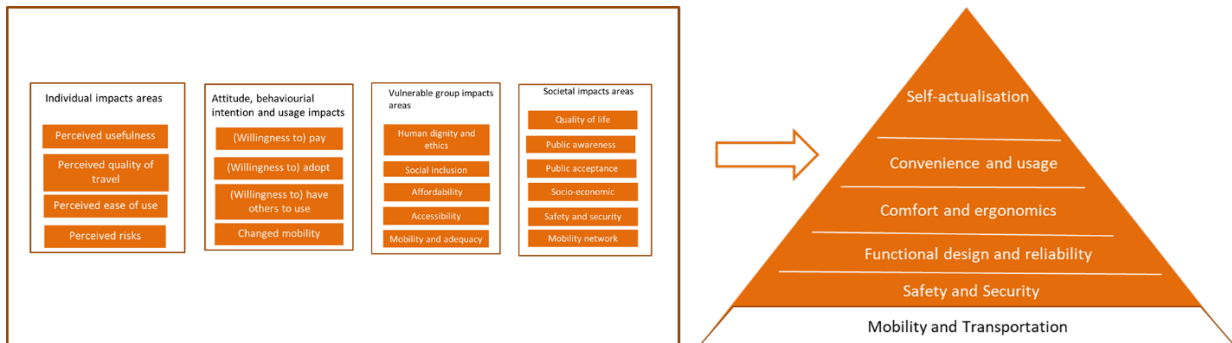 Individual impacts areas
Perceived usefulness
Perceived quality of
travel
Perceived ease of use
Perceived risks
Attitude, behaviourial
intention and usage impacts
(Willingness to) pay
(Willingness to) adopt
(Willingness to) have
others to use
Changed mobility
Vulnerable group impacts
areas
Human dignity and
ethics
Social inclusion
Affordability
Accessibility
Mobility and adequacy
Societal impacts areas
Quality of life
Public awareness
Public acceptance
Socio-economic
Safety and security
Mobility network
Self-actualisation
Convenience and usage
Comfort and ergonomics
Functional design and reliability
Safety and Security
Mobility and Transportation